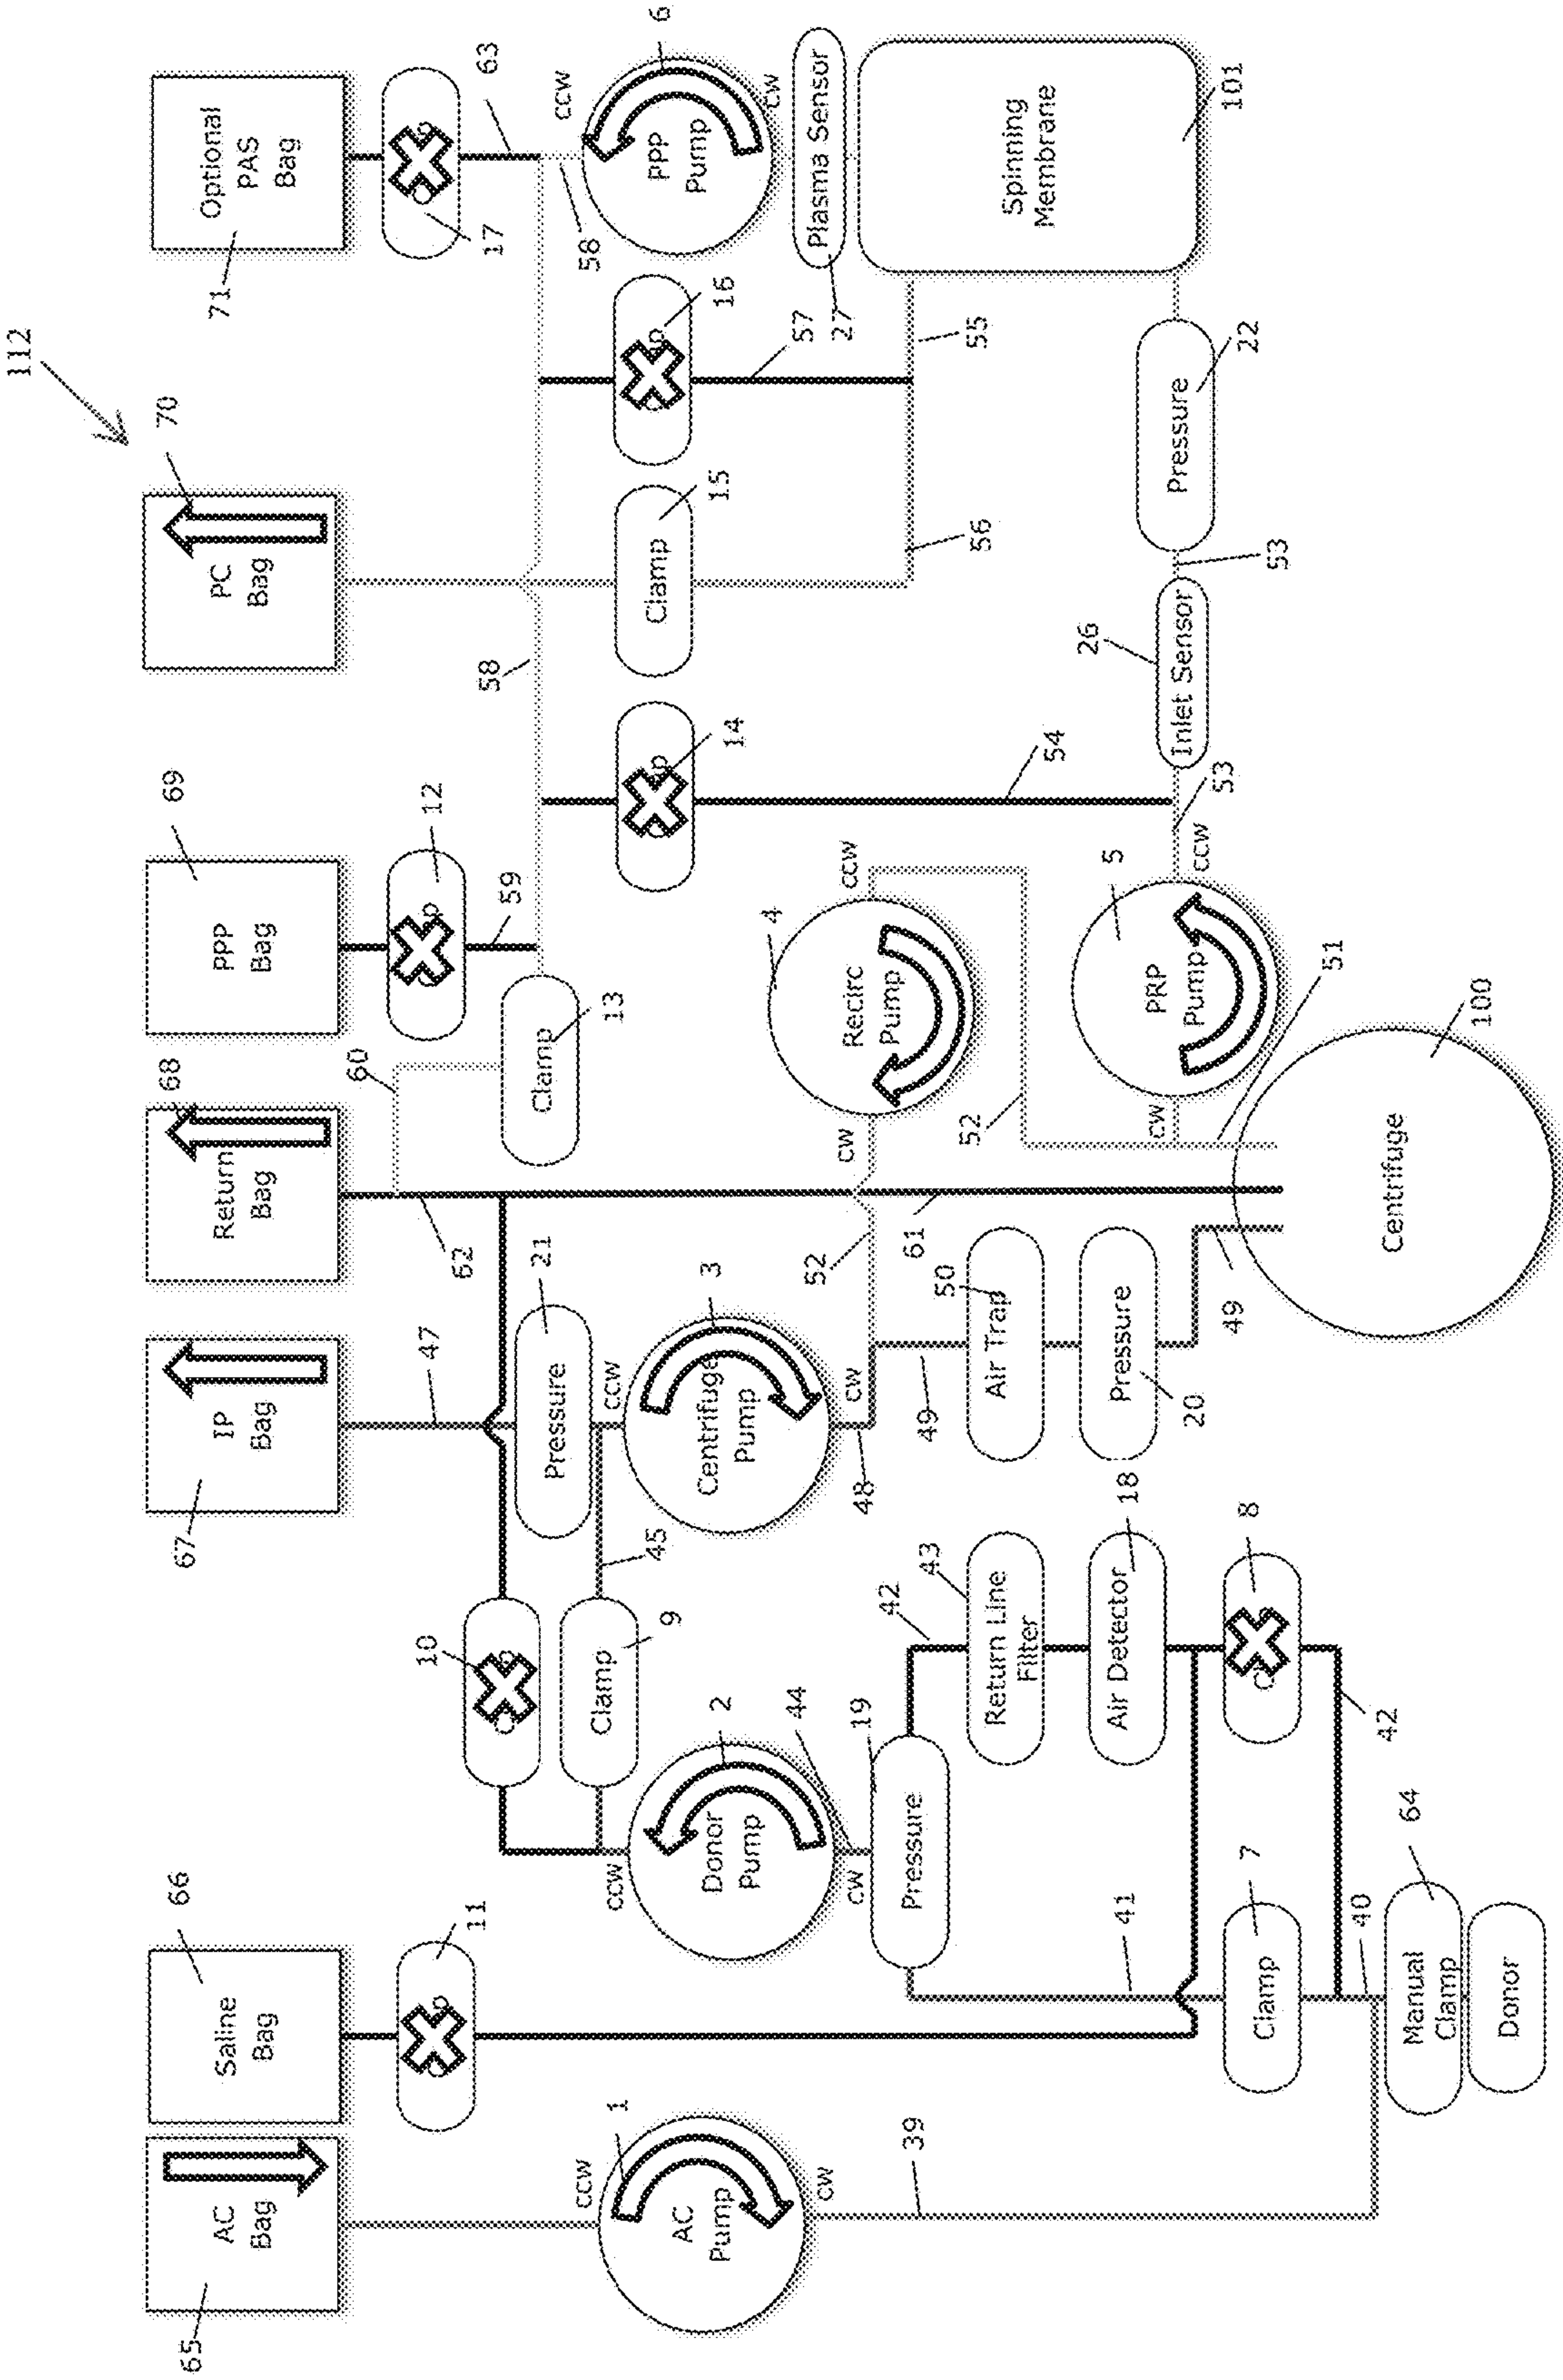 112
65
AC
Bag
66
Saline
Bag
67
IP
Bag
68
Return
Bag
69
PPP
Bag
70
PC
Bag
71
Optional
PAS
Bag
11
10
47
62
60
12
59
17
63
21
Pressure
13
Clamp
58
58
ccw
1
AC
Pump
cw
ccw
2
Donor
Pump
cw
44
9
Clamp
45
ccw
3
Centrifuge
Pump
cw
48
14
15
Clamp
16
57
ccw
6
PPP
Pump
cw
27
Plasma Sensor
39
19
Pressure
42
43
Return Line
Filter
18
Air Detector
49
50
Air Trap
20
Pressure
52
61
cw
4
Recirc
Pump
ccw
52
54
56
55
Spinning
Membrane
101
41
7
Clamp
8
42
40
64
Manual
Clamp
Donor
49
cw
5
PRP
Pump
ccw
51
53
26
Inlet Sensor
53
22
Pressure
Centrifuge
100